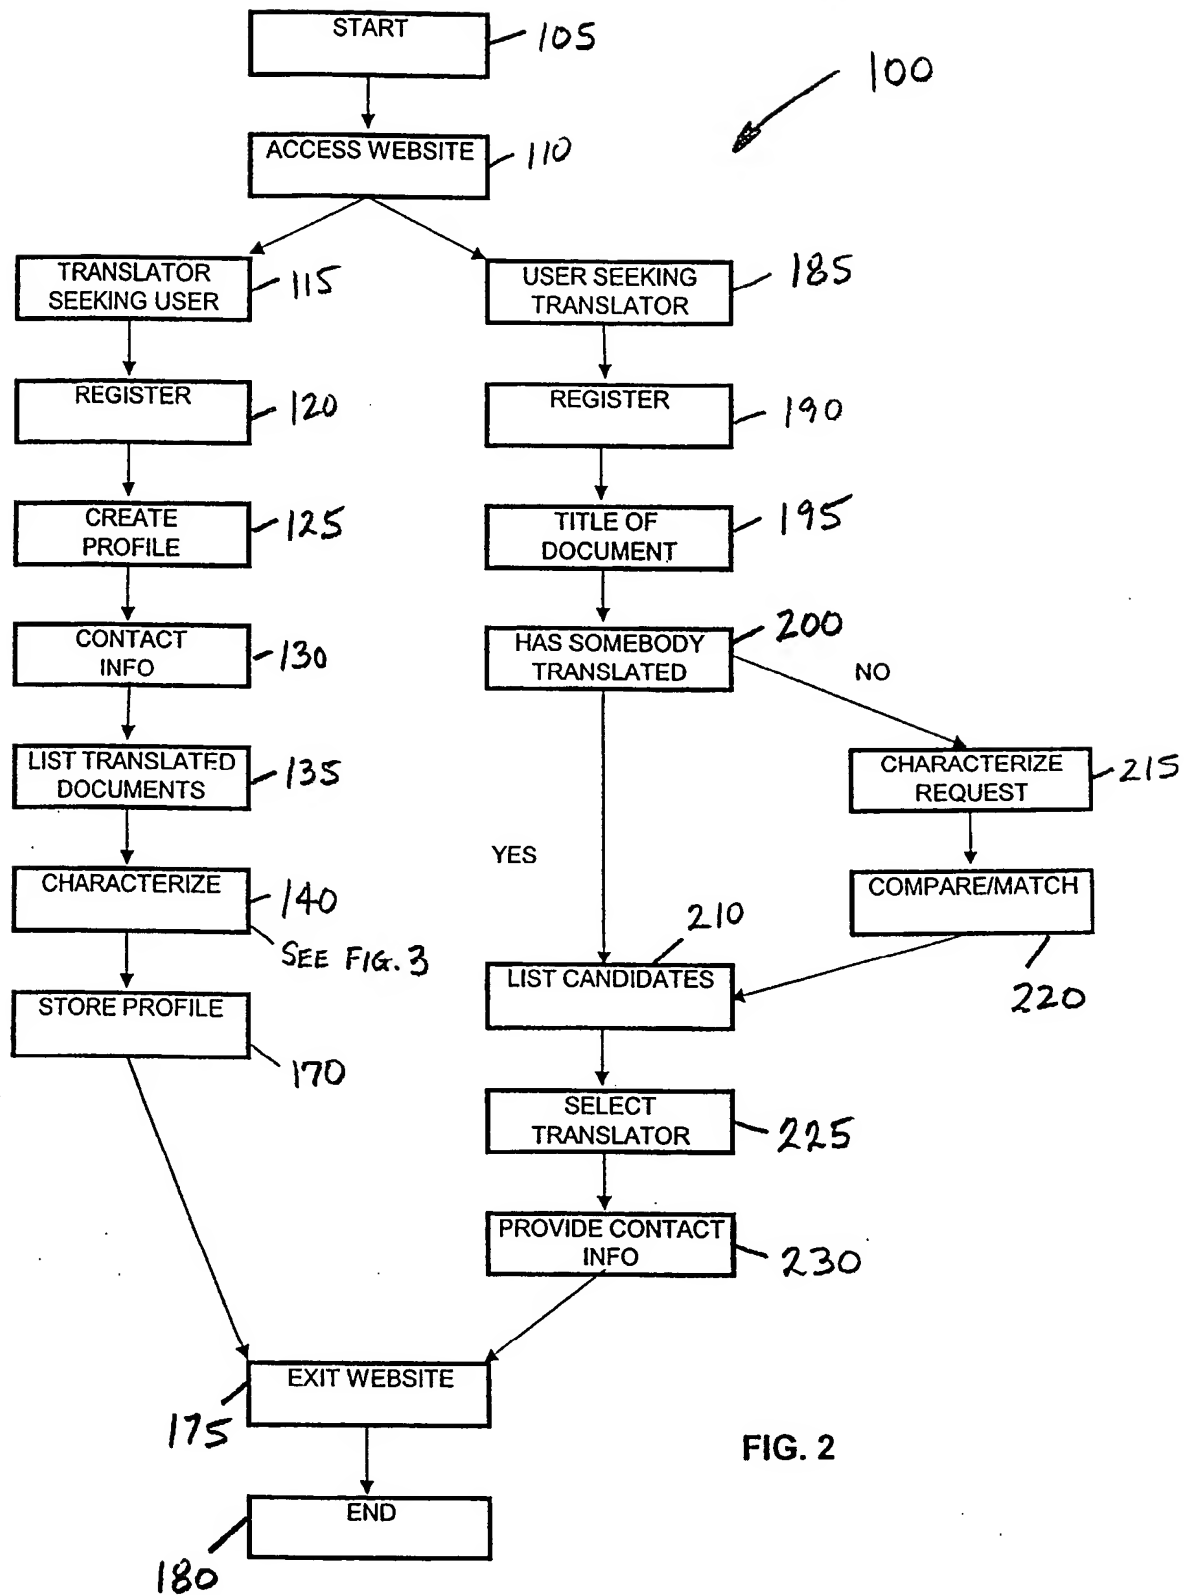 START
105
100
ACCESS WEBSITE
110
TRANSLATOR
SEEKING USER
115
USER SEEKING
TRANSLATOR
185
REGISTER
120
REGISTER
190
CREATE
PROFILE
125
TITLE OF
DOCUMENT
195
CONTACT
INFO
130
HAS SOMEBODY
TRANSLATED
200
NO
LIST TRANSLATED
DOCUMENTS
135
CHARACTERIZE
REQUEST
215
YES
CHARACTERIZE
140
SEE FIG. 3
COMPARE/MATCH
220
210
LIST CANDIDATES
STORE PROFILE
170
SELECT
TRANSLATOR
225
PROVIDE CONTACT
INFO
230
EXIT WEBSITE
175
FIG. 2
END
180